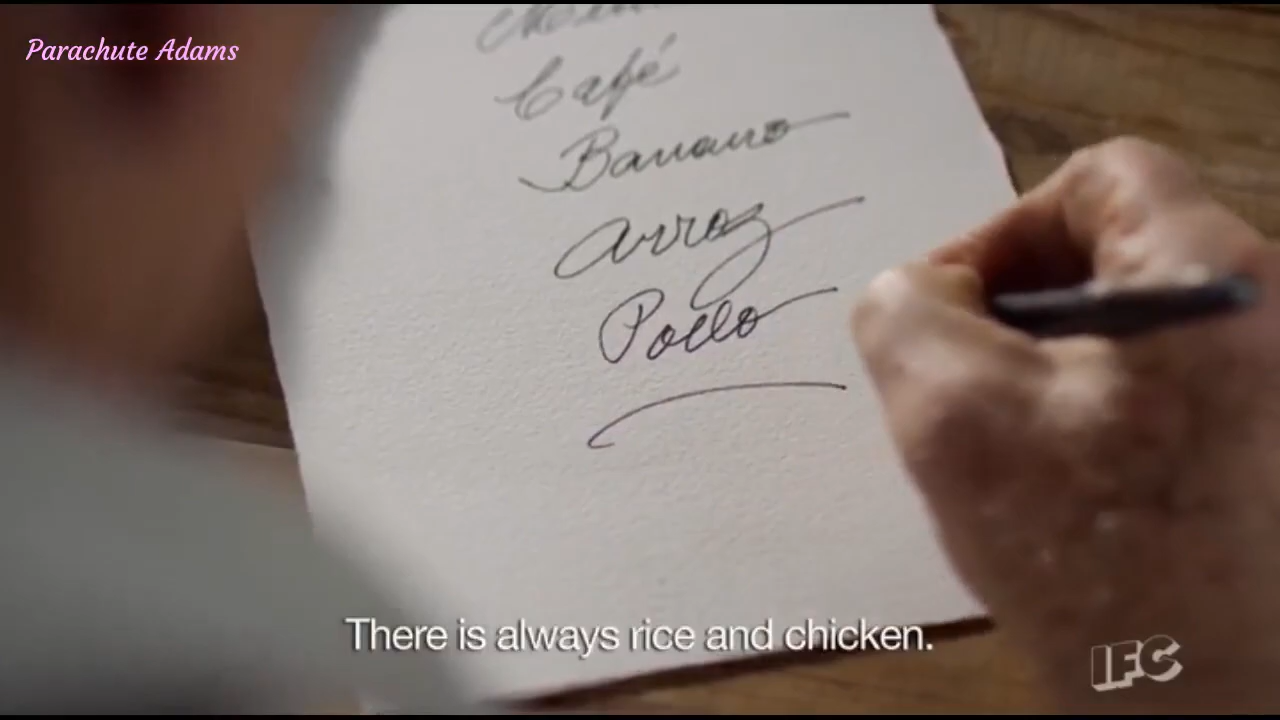 Parachute Adams
Café
Banano
Arroz
Pollo
There is always rice and chicken.
IFC